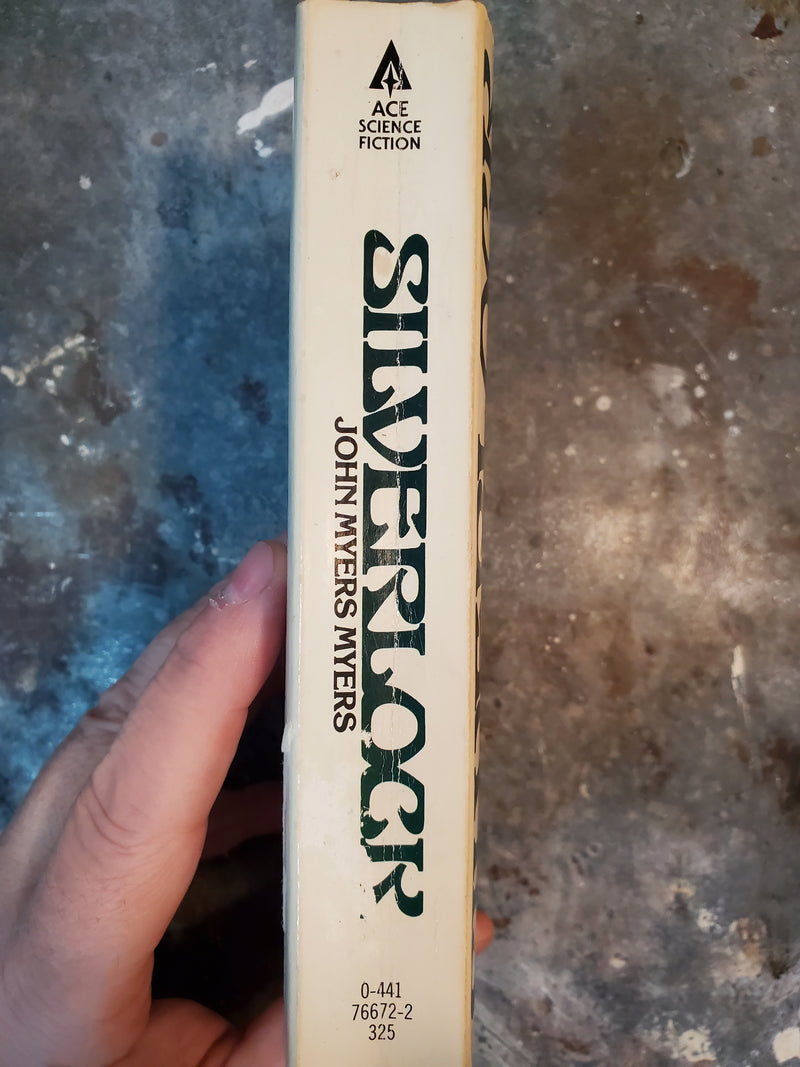 ACE
SCIENCE
FICTION
SILVERLOCK
JOHN MYERS MYERS
0-441
76672-2
325